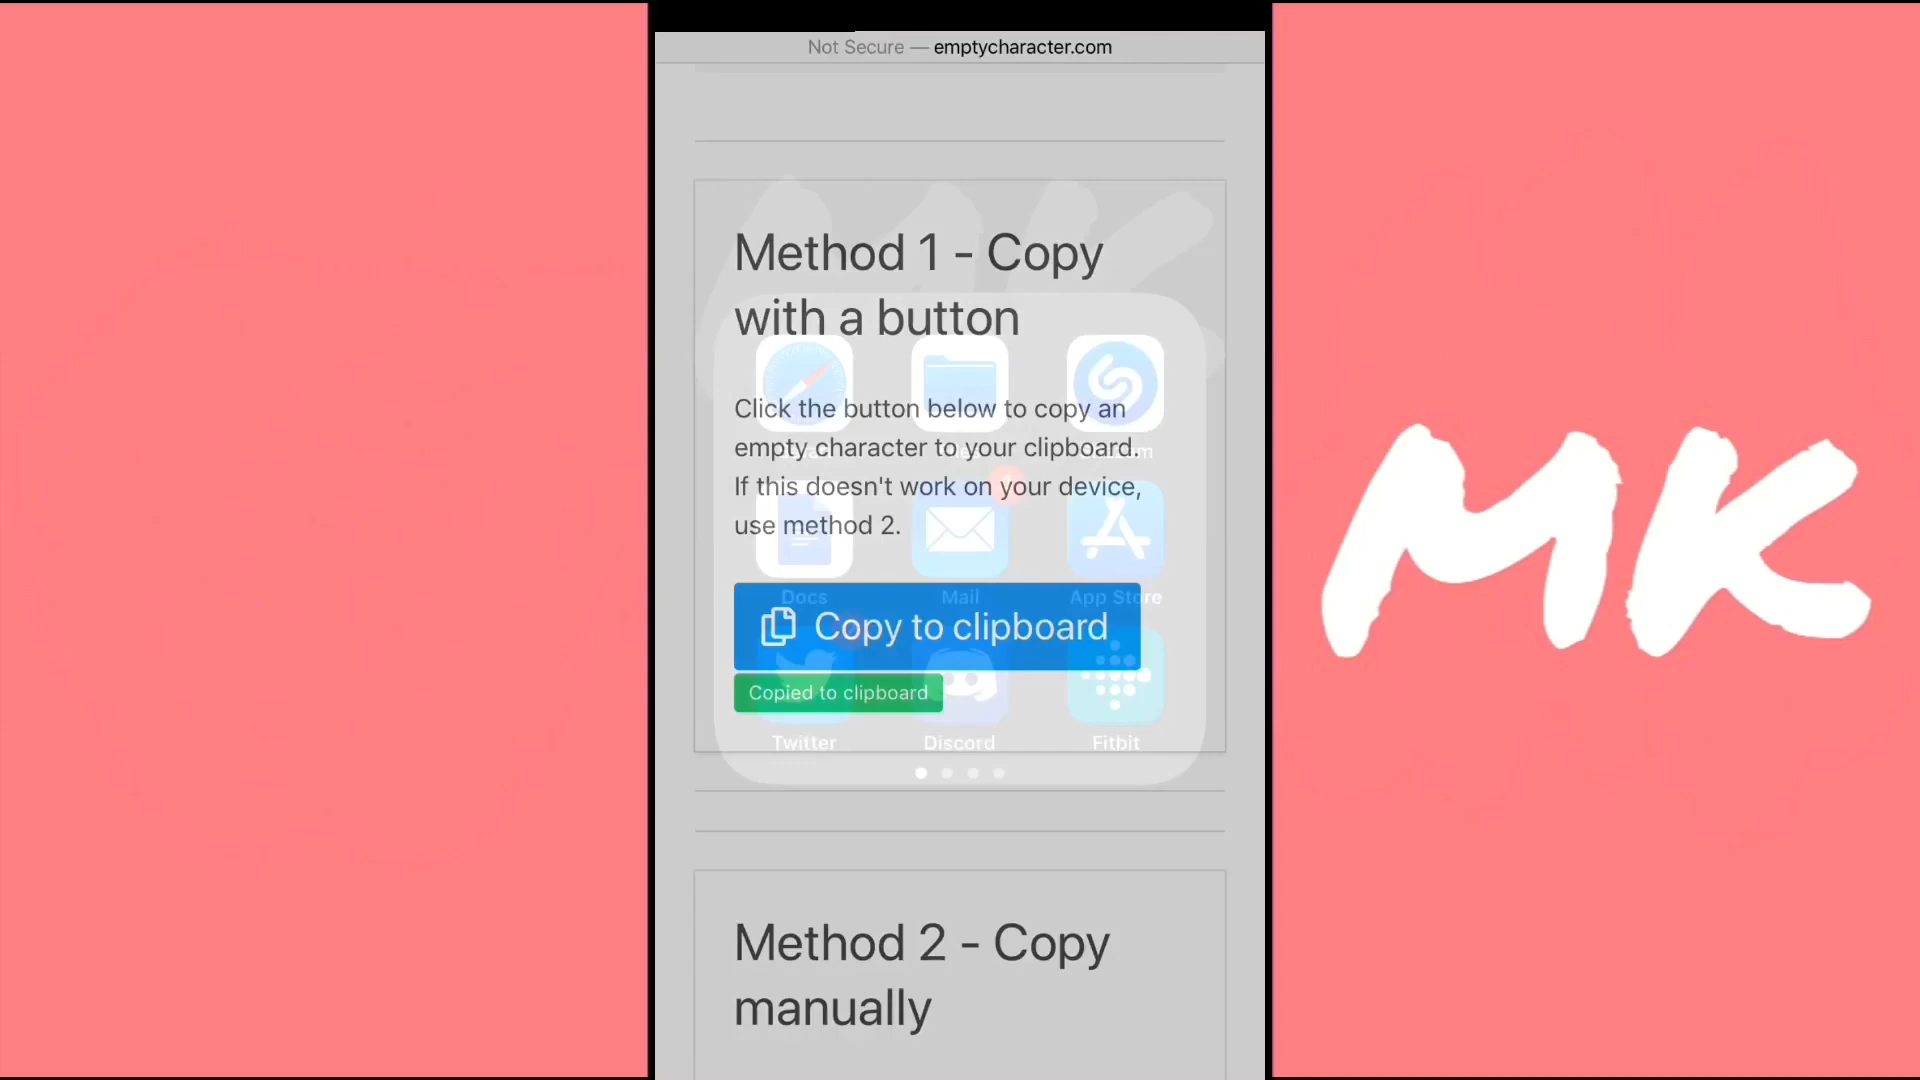 Not Secure — emptycharacter.com
Method 1 - Copy
with a button
Click the button below to copy an
empty character to your clipboard.
If this doesn't work on your device,
use method 2.
Docs Mail App Store
Copy to clipboard
Copied to clipboard
Twitter Discord Fitbit
Method 2 - Copy
manually
MK
MK